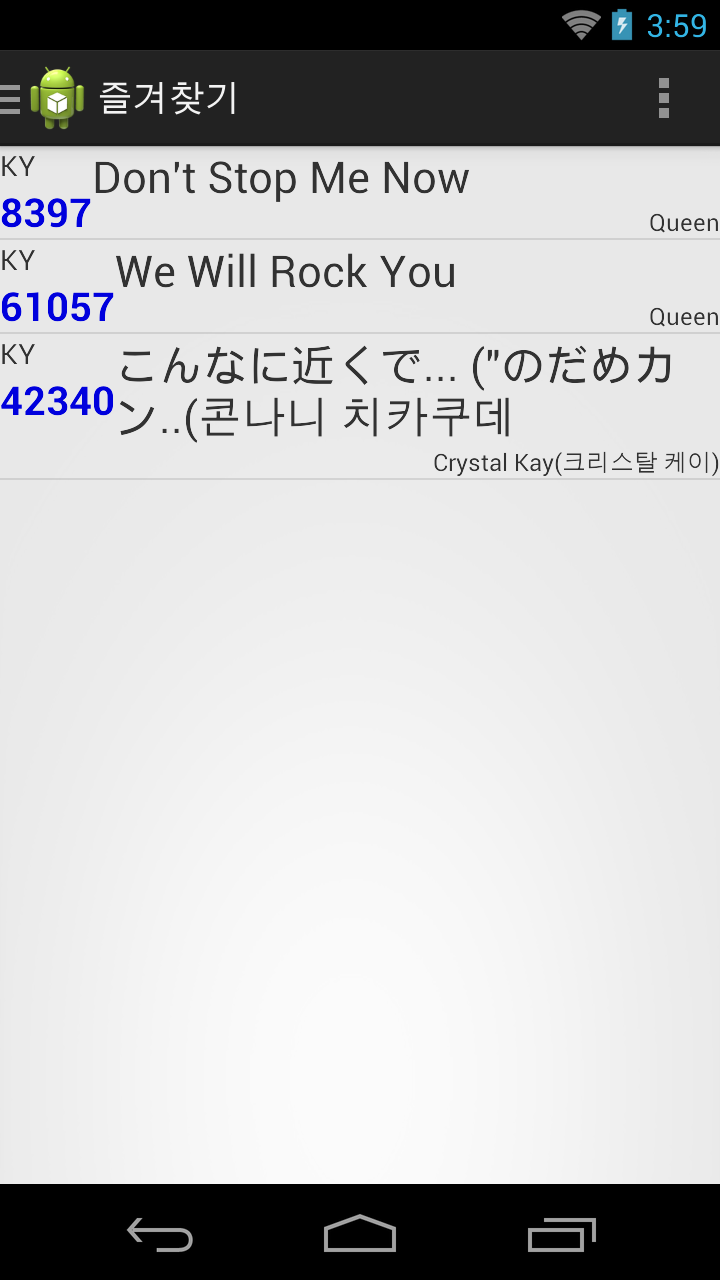 3:59
즐겨찾기
KY
8397
Don't Stop Me Now
Queen
KY
61057
We Will Rock You
Queen
KY
42340
こんなに近くで... ("のだめカ
ン..(콘나니 치카쿠데
Crystal Kay(크리스탈 케이)